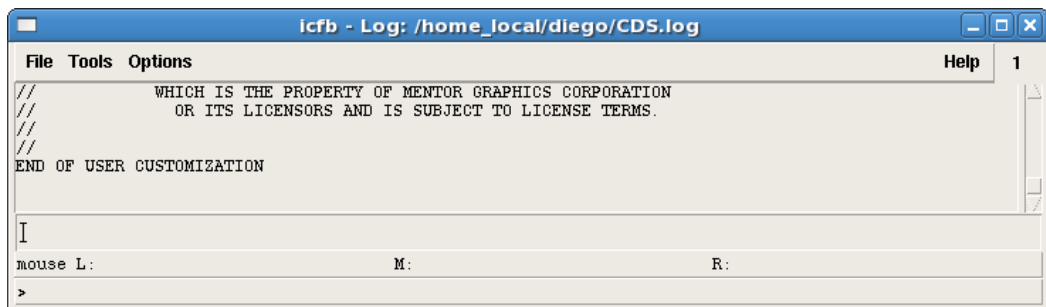 icfb - Log: /home_local/diego/CDS.log
File Tools Options Help 1
// WHICH IS THE PROPERTY OF MENTOR GRAPHICS CORPORATION
// OR ITS LICENSORS AND IS SUBJECT TO LICENSE TERMS.
//
//
END OF USER CUSTOMIZATION
mouse L: M: R:
>